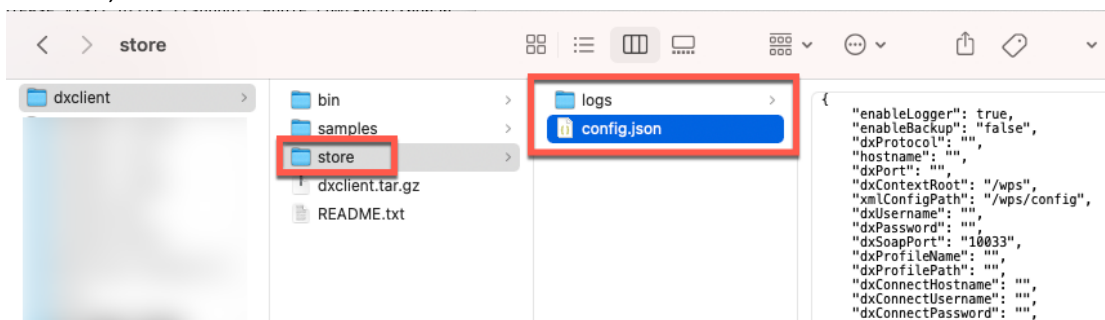 store
dxclient
bin
samples
store
dxclient.tar.gz
README.txt
logs
config.json
{
"enableLogger": true,
"enableBackup": "false",
"dxProtocol": "",
"hostname": "",
"dxPort": "",
"dxContextRoot": "/wps",
"xmlConfigPath": "/wps/config",
"dxUsername": "",
"dxPassword": "",
"dxSoapPort": "10033",
"dxProfileName": "",
"dxProfilePath": "",
"dxConnectHostname": "",
"dxConnectUsername": "",
"dxConnectPassword": "",